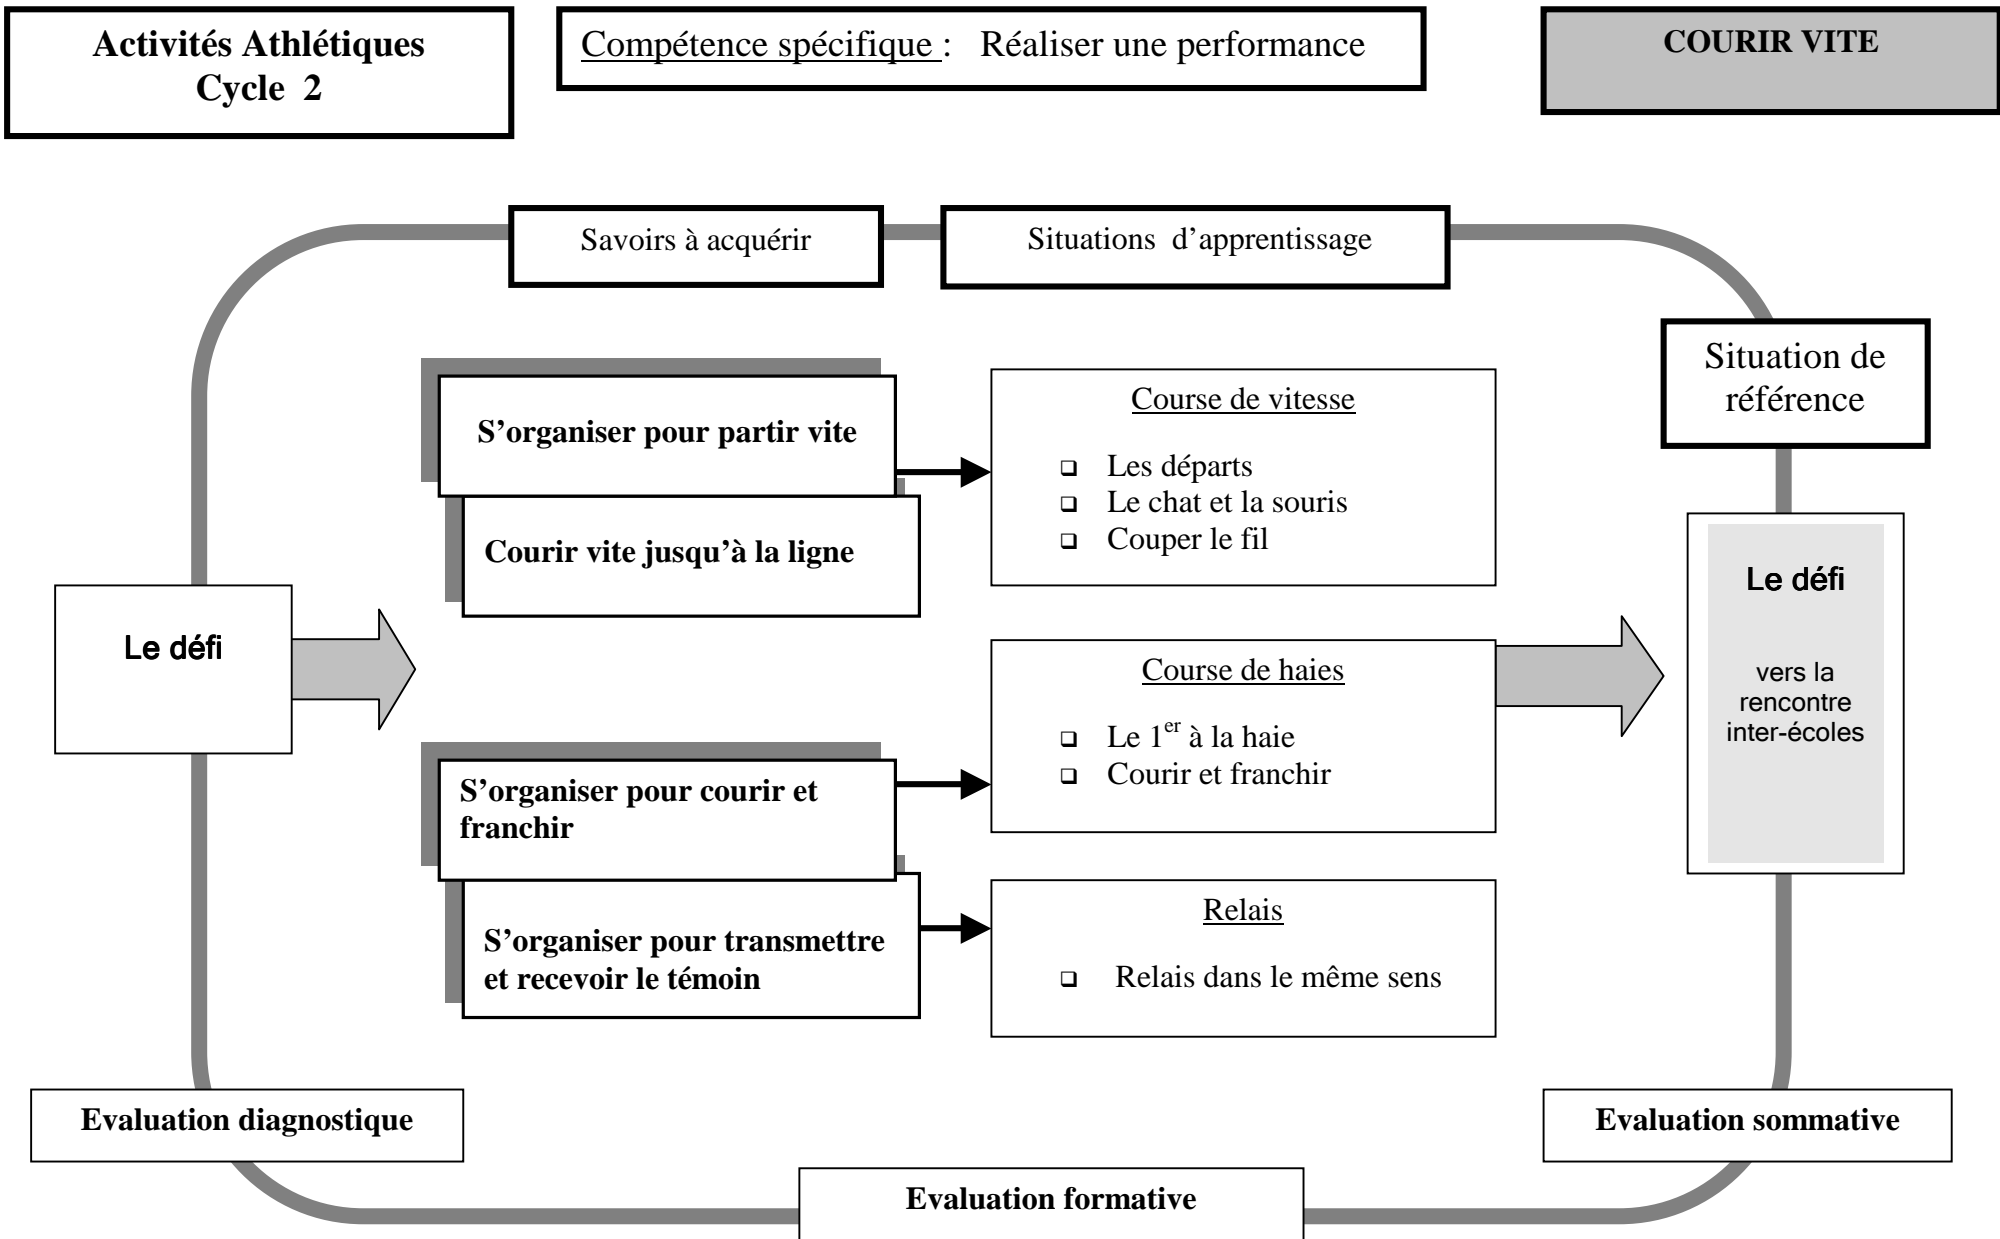 Activités Athlétiques
Cycle 2
Compétence spécifique : Réaliser une performance
COURIR VITE
Savoirs à acquérir
Situations d’apprentissage
Situation de
référence
S’organiser pour partir vite
Courir vite jusqu’à la ligne
Course de vitesse
❑ Les départs
❑ Le chat et la souris
❑ Couper le fil
Le défi
Le défi
vers la
rencontre
inter-écoles
Course de haies
❑ Le 1er à la haie
❑ Courir et franchir
S’organiser pour courir et
franchir
S’organiser pour transmettre
et recevoir le témoin
Relais
❑ Relais dans le même sens
Evaluation diagnostique
Evaluation sommative
Evaluation formative